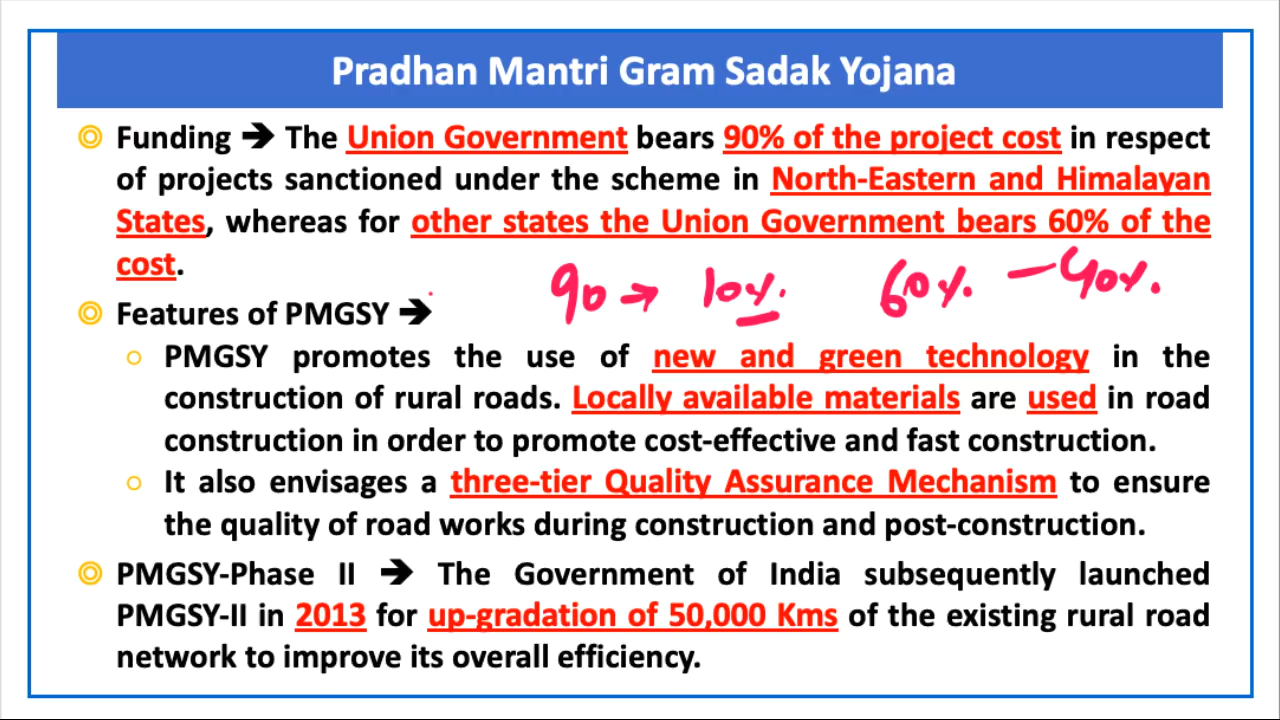 Pradhan Mantri Gram Sadak Yojana
◎ Funding ➔ The Union Government bears 90% of the project cost in respect
of projects sanctioned under the scheme in North-Eastern and Himalayan
States, whereas for other states the Union Government bears 60% of the
cost.
90 → 10%. 60%. – 40%.
◎ Features of PMGSY ➔
○ PMGSY promotes the use of new and green technology in the
construction of rural roads. Locally available materials are used in road
construction in order to promote cost-effective and fast construction.
○ It also envisages a three-tier Quality Assurance Mechanism to ensure
the quality of road works during construction and post-construction.
◎ PMGSY-Phase II ➔ The Government of India subsequently launched
PMGSY-II in 2013 for up-gradation of 50,000 Kms of the existing rural road
network to improve its overall efficiency.